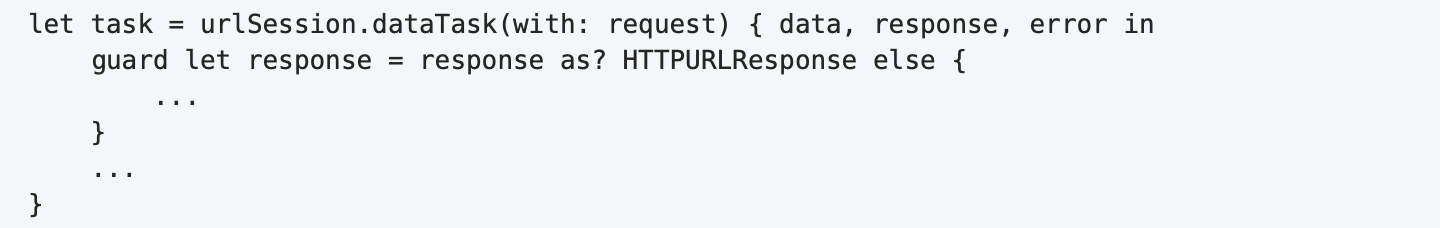 let task = urlSession.dataTask(with: request) { data, response, error in
    guard let response = response as? HTTPURLResponse else {
        ...
    }
    ...
}